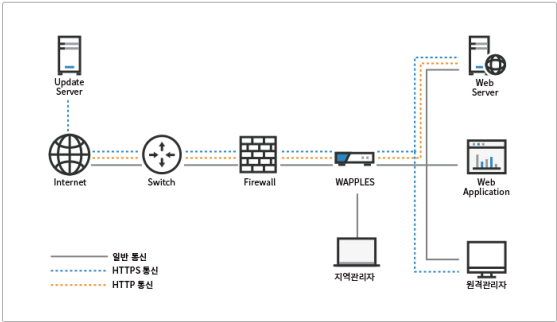 Update
Server
Internet
Switch
Firewall
WAPPLES
Web
Server
Web
Application
지역관리자
원격관리자
일반 통신
HTTPS 통신
HTTP 통신